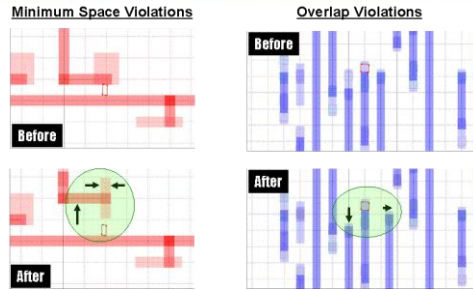 Minimum Space Violations
Overlap Violations
Before
Before
After
After